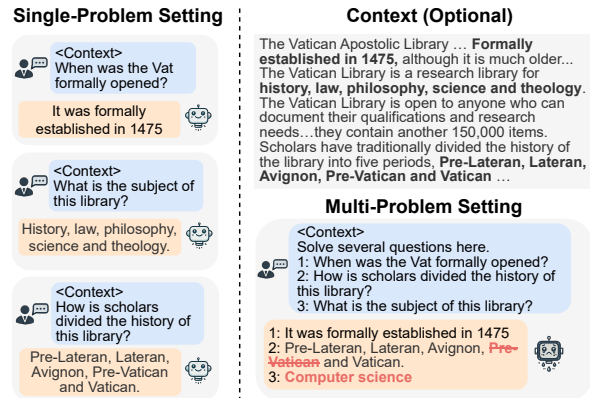 Single-Problem Setting
<Context>
When was the Vat
formally opened?
It was formally
established in 1475
<Context>
What is the subject of
this library?
History, law, philosophy,
science and theology.
<Context>
How is scholars
divided the history of
this library?
Pre-Lateran, Lateran,
Avignon, Pre-Vatican
and Vatican.
Context (Optional)
The Vatican Apostolic Library … Formally
established in 1475, although it is much older...
The Vatican Library is a research library for
history, law, philosophy, science and theology.
The Vatican Library is open to anyone who can
document their qualifications and research
needs…they contain another 150,000 items.
Scholars have traditionally divided the history of
the library into five periods, Pre-Lateran, Lateran,
Avignon, Pre-Vatican and Vatican …
Multi-Problem Setting
<Context>
Solve several questions here.
1: When was the Vat formally opened?
2: How is scholars divided the history of
this library?
3: What is the subject of this library?
1: It was formally established in 1475
2: Pre-Lateran, Lateran, Avignon, Pre-
Vatican and Vatican.
3: Computer science